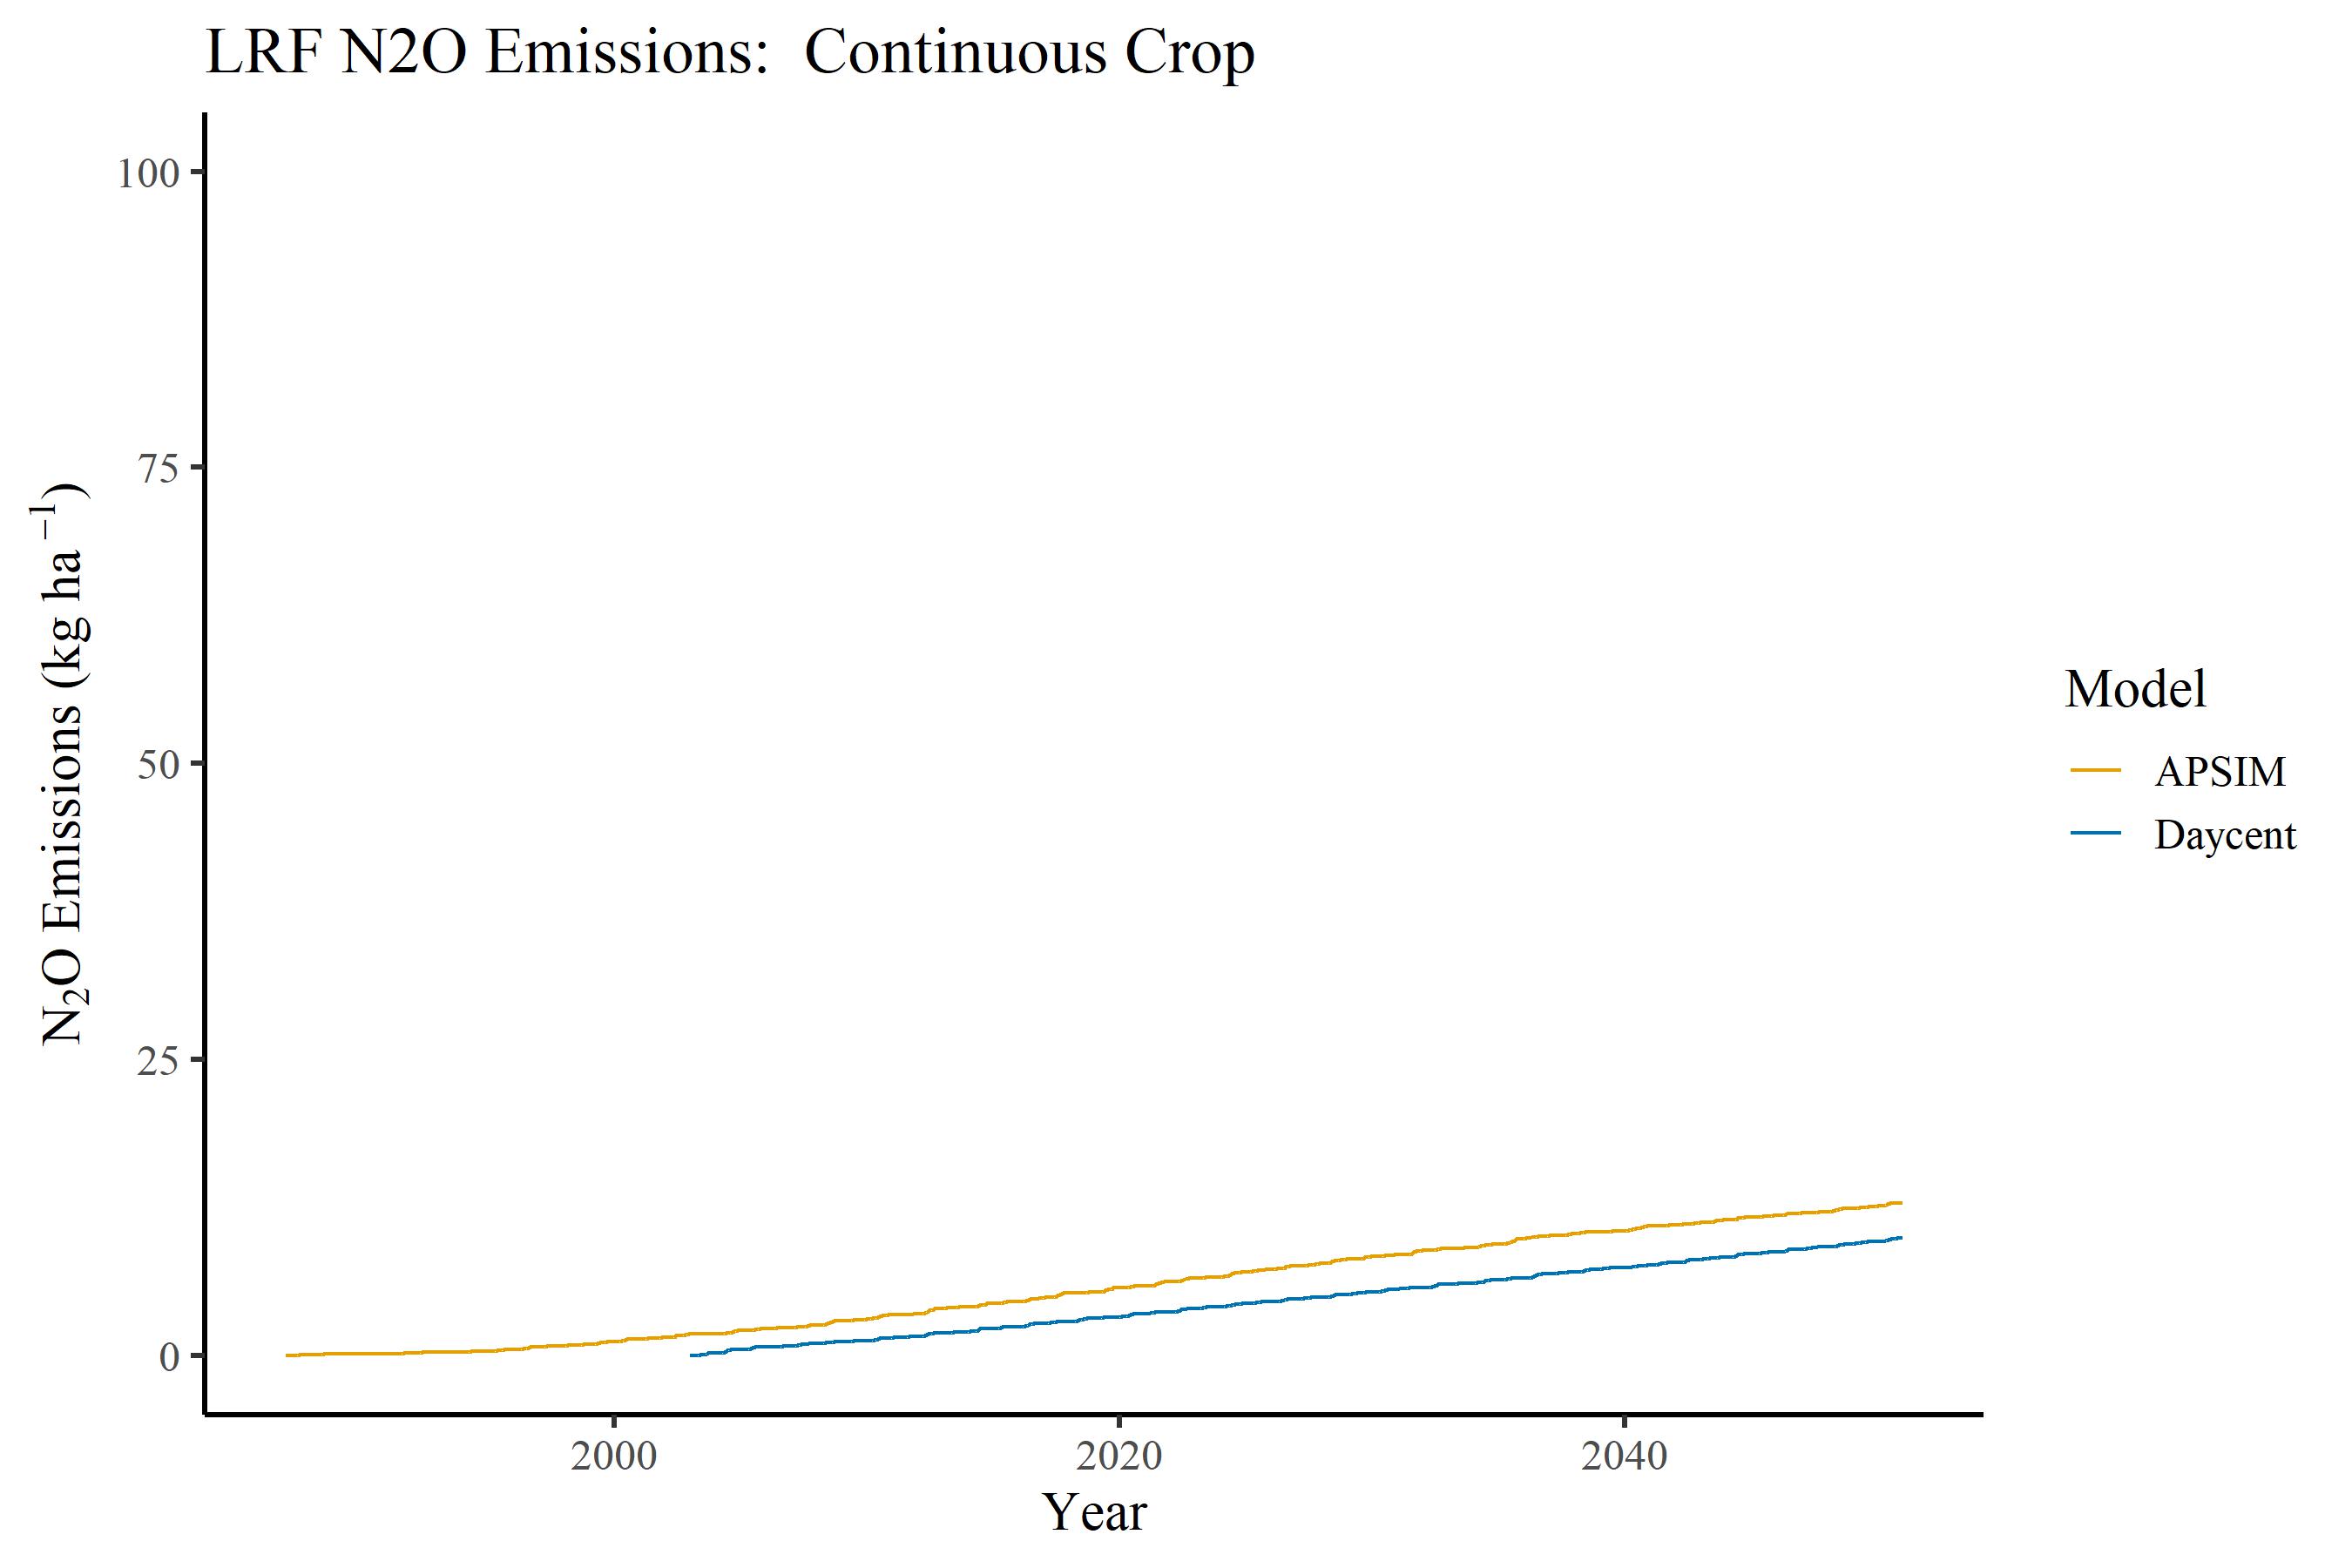 LRF N2O Emissions:  Continuous Crop
N₂O Emissions (kg ha⁻¹)
100
75
50
25
0
2000
2020
2040
Year
Model
APSIM
Daycent